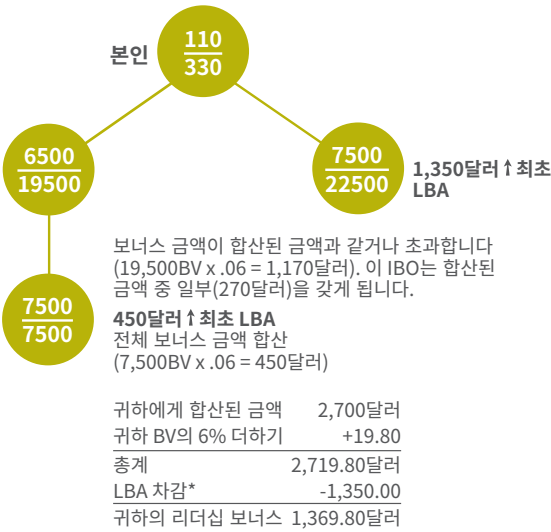 본인
110
330
6500
19500
7500
22500
1,350달러↑최초
LBA
보너스 금액이 합산된 금액과 같거나 초과합니다
(19,500BV x .06 = 1,170달러). 이 IBO는 합산된
금액 중 일부(270달러)을 갖게 됩니다.
7500
7500
450달러↑최초 LBA
전체 보너스 금액 합산
(7,500BV x .06 = 450달러)
귀하에게 합산된 금액 2,700달러
귀하 BV의 6% 더하기 +19.80
총계 2,719.80달러
LBA 차감* -1,350.00
귀하의 리더십 보너스 1,369.80달러